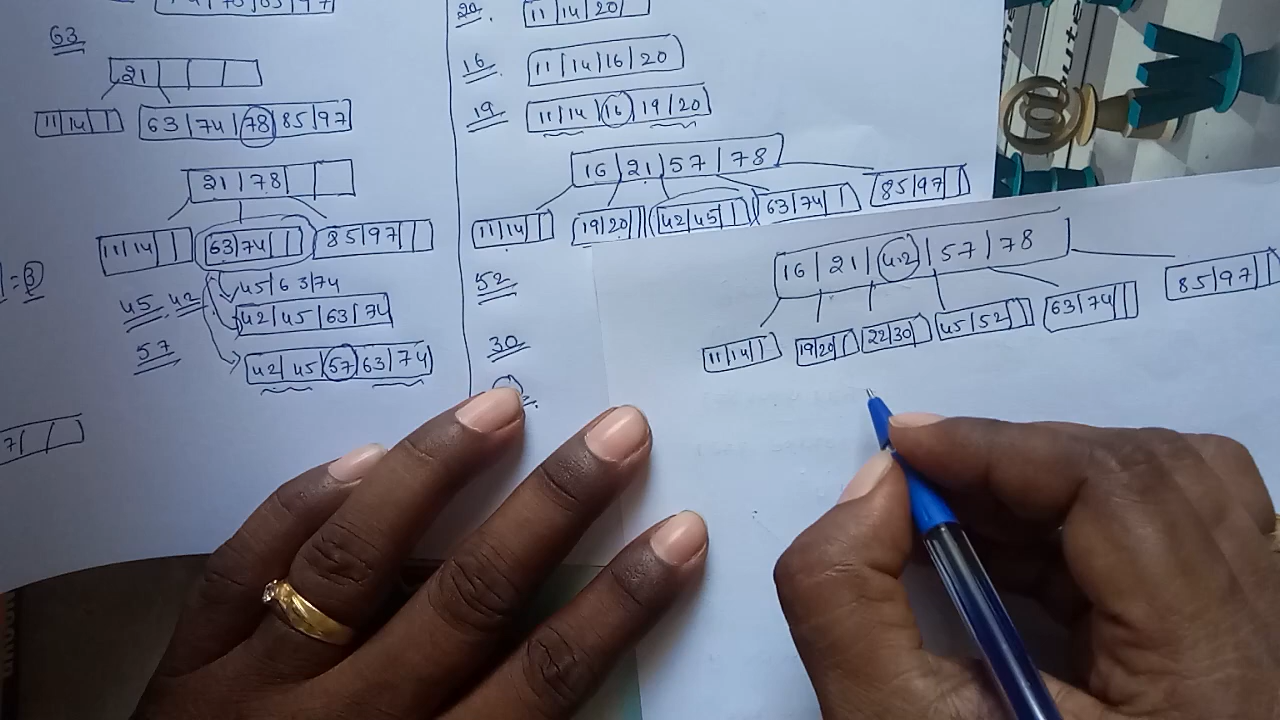 63
21
11 | 14 |
63 | 74 | 78 | 85 | 97
21 | 78
11 | 14 |
63 | 74 |
85 | 97 |
45 42
45 | 63 | 74
42 | 45 | 63 | 74
57
42 | 45 | 57 | 63 | 74
20.
11 | 14 | 20
16
11 | 14 | 16 | 20
19
11 | 14 | 16 | 19 | 20
16 | 21 | 57 | 78
11 | 14 |
19 | 20 |
42 | 45 |
63 | 74 |
85 | 97 |
52
30
16 | 21 | 42 | 57 | 78
11 | 14 |
19 | 20 |
22 | 30
45 | 52 |
63 | 74 |
85 | 97 |